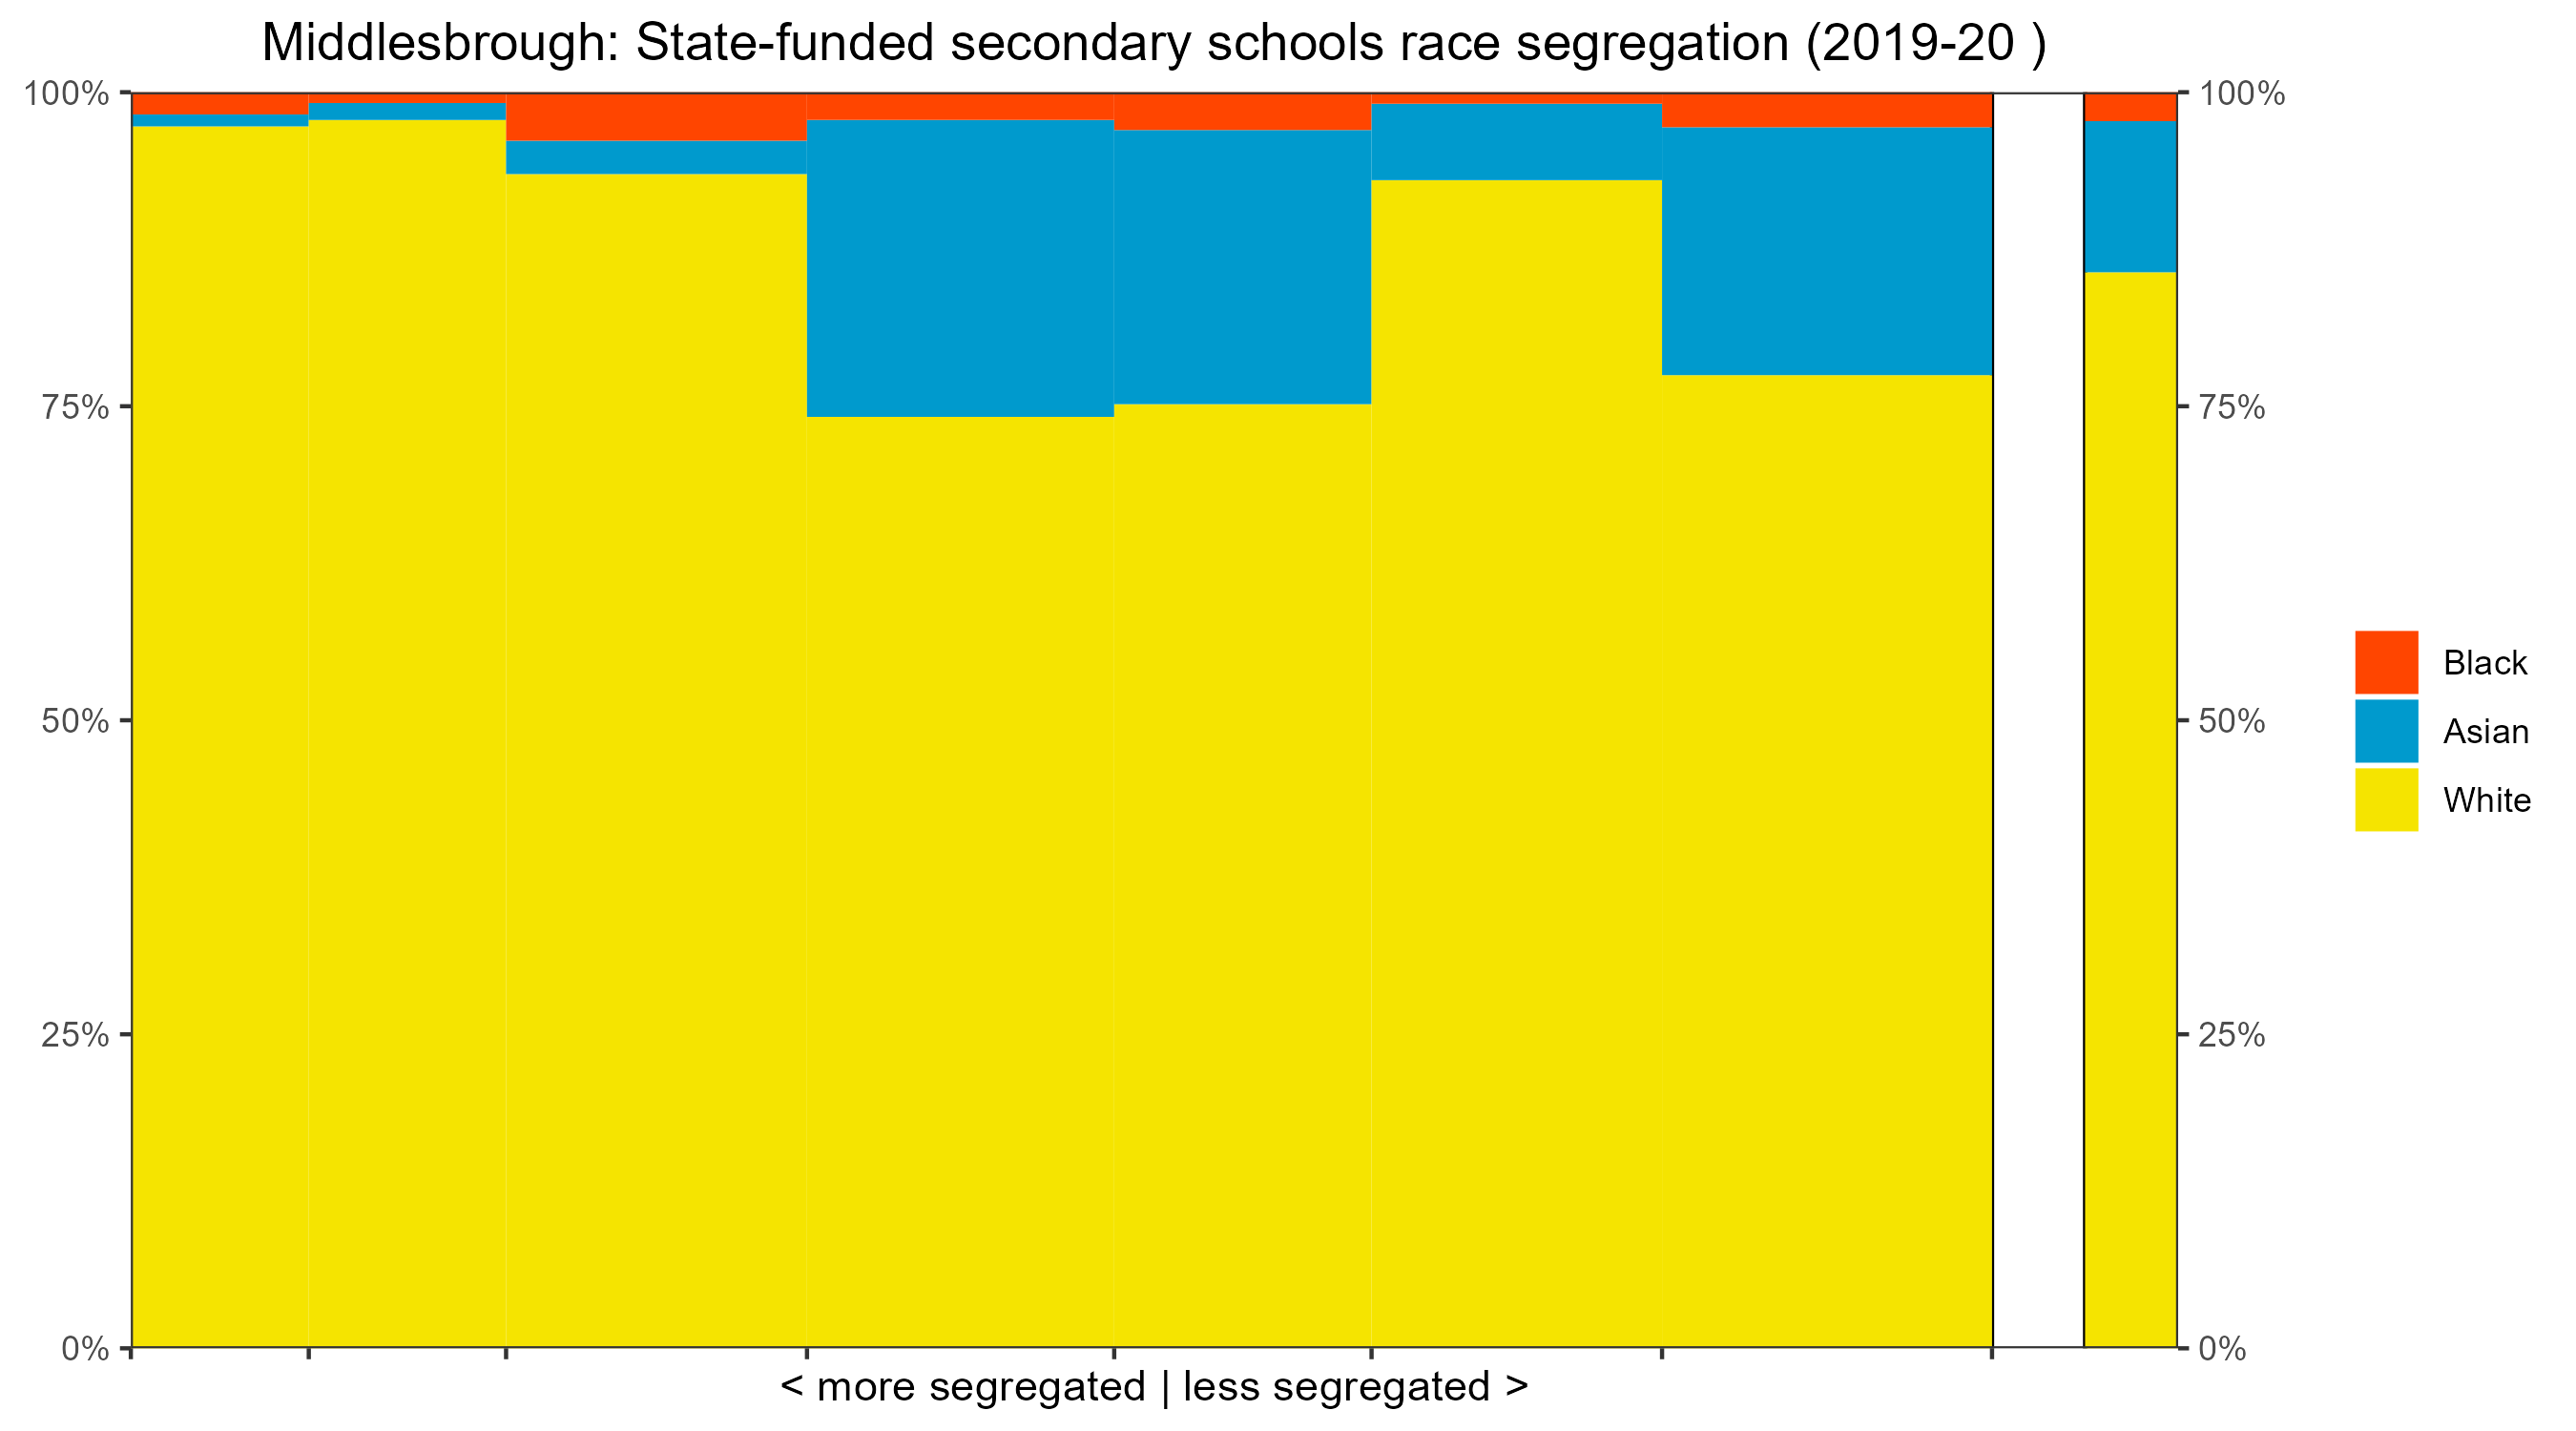 Middlesbrough: State-funded secondary schools race segregation (2019-20 )
100%
75%
50%
25%
0%
100%
75%
50%
25%
0%
Black
Asian
White
< more segregated | less segregated >